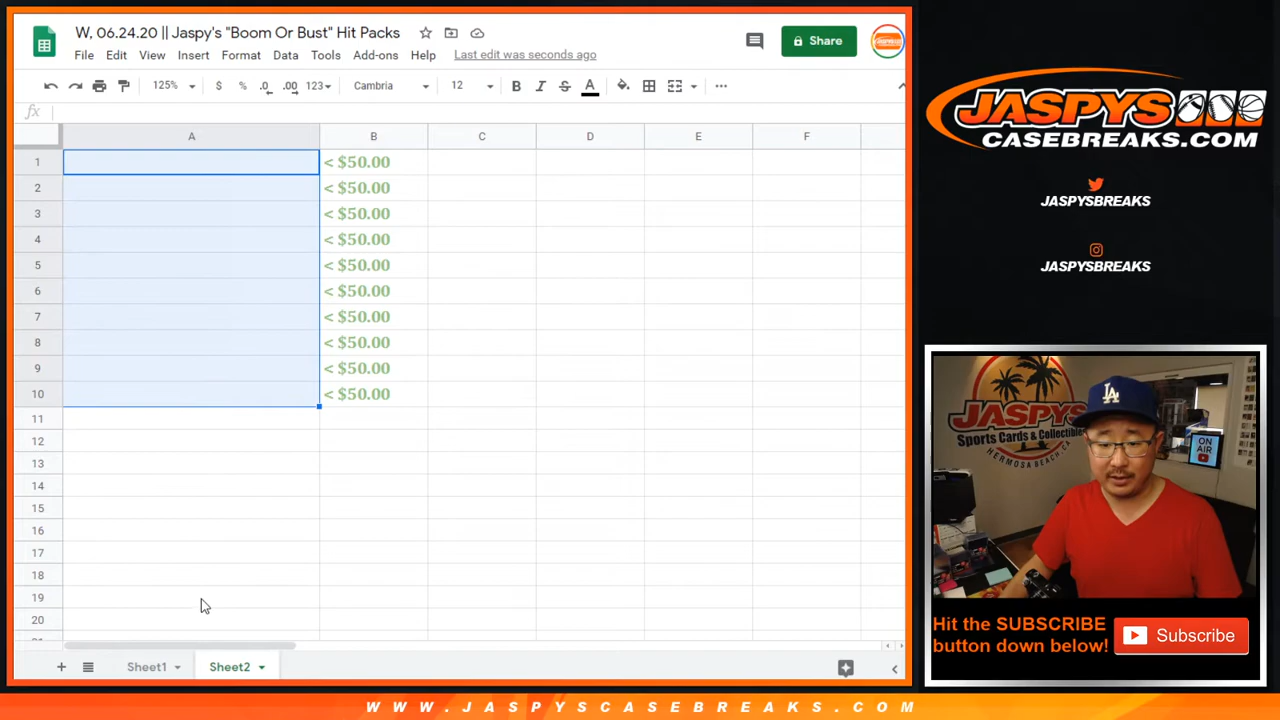 W, 06.24.20 || Jaspy's "Boom Or Bust" Hit Packs
File Edit View Insert Format Data Tools Add-ons Help Last edit was seconds ago
Share
125% $ % .0 .00 123 Cambria 12 B I S A
fx
A B C D E F
1 < $50.00
2 < $50.00
3 < $50.00
4 < $50.00
5 < $50.00
6 < $50.00
7 < $50.00
8 < $50.00
9 < $50.00
10 < $50.00
11
12
13
14
15
16
17
18
19
20
Sheet1 Sheet2
JASPYS
CASEBREAKS.COM
JASPYSBREAKS
JASPYSBREAKS
JASPYS
Sports Cards & Collectibles
HERMOSA BEACH, CA
LA
ON
AIR
Hit the SUBSCRIBE
button down below!
Subscribe
WWW.JASPYSCASEBREAKS.COM